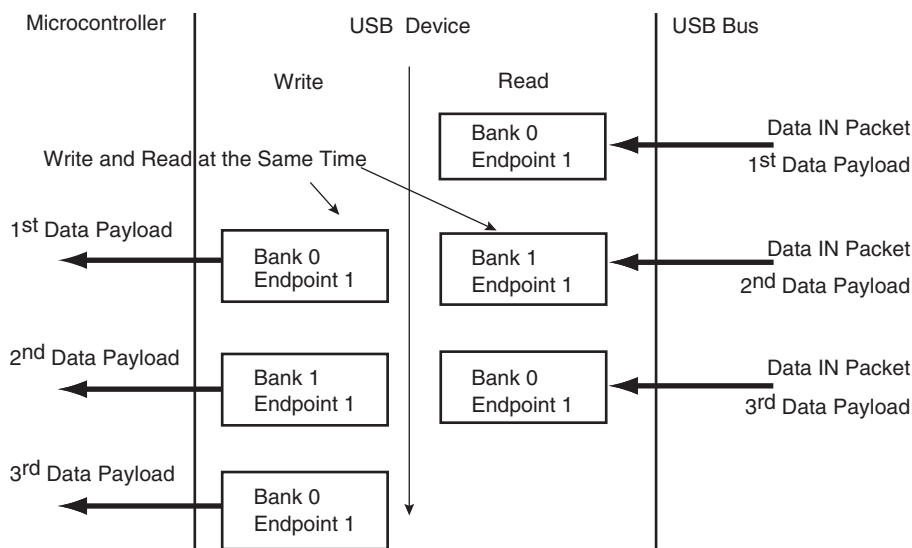 Microcontroller
USB Device
USB Bus
Write
Read
Bank 0
Endpoint 1
Data IN Packet
1st Data Payload
Write and Read at the Same Time
1st Data Payload
Bank 0
Endpoint 1
Bank 1
Endpoint 1
Data IN Packet
2nd Data Payload
2nd Data Payload
Bank 1
Endpoint 1
Bank 0
Endpoint 1
Data IN Packet
3rd Data Payload
3rd Data Payload
Bank 0
Endpoint 1